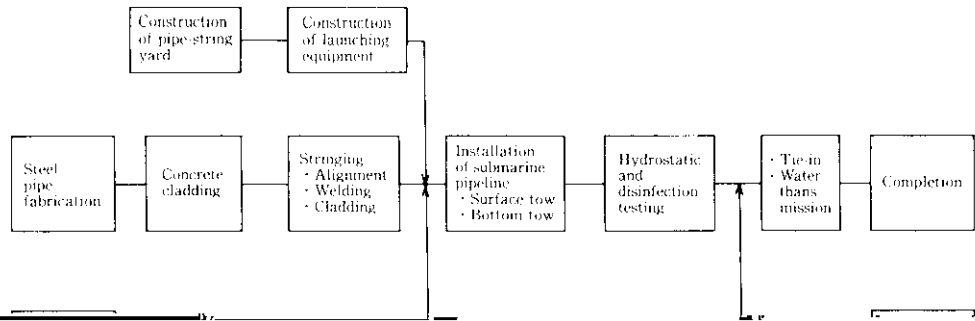 Construction
of pipe-string
yard
Construction
of launching
equipment
Steel
pipe
fabrication
Concrete
cladding
Stringing
· Alignment
· Welding
· Cladding
Installation
of submarine
pipeline
· Surface tow
· Bottom tow
Hydrostatic
and
disinfection
testing
· Tie-in
· Water
thans
mission
Completion